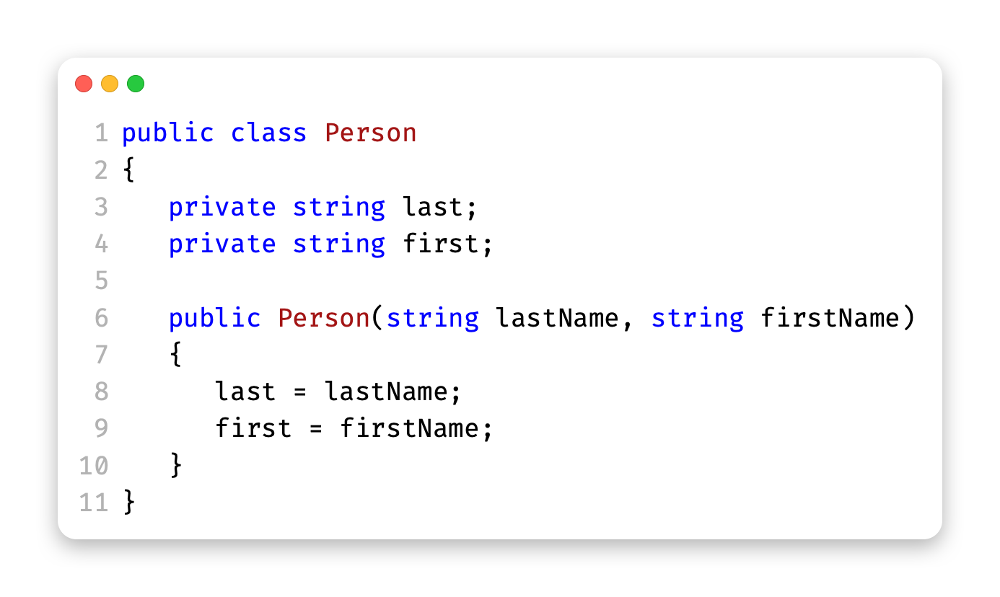 1 public class Person
2 {
3    private string last;
4    private string first;
5
6    public Person(string lastName, string firstName)
7    {
8       last = lastName;
9       first = firstName;
10    }
11 }